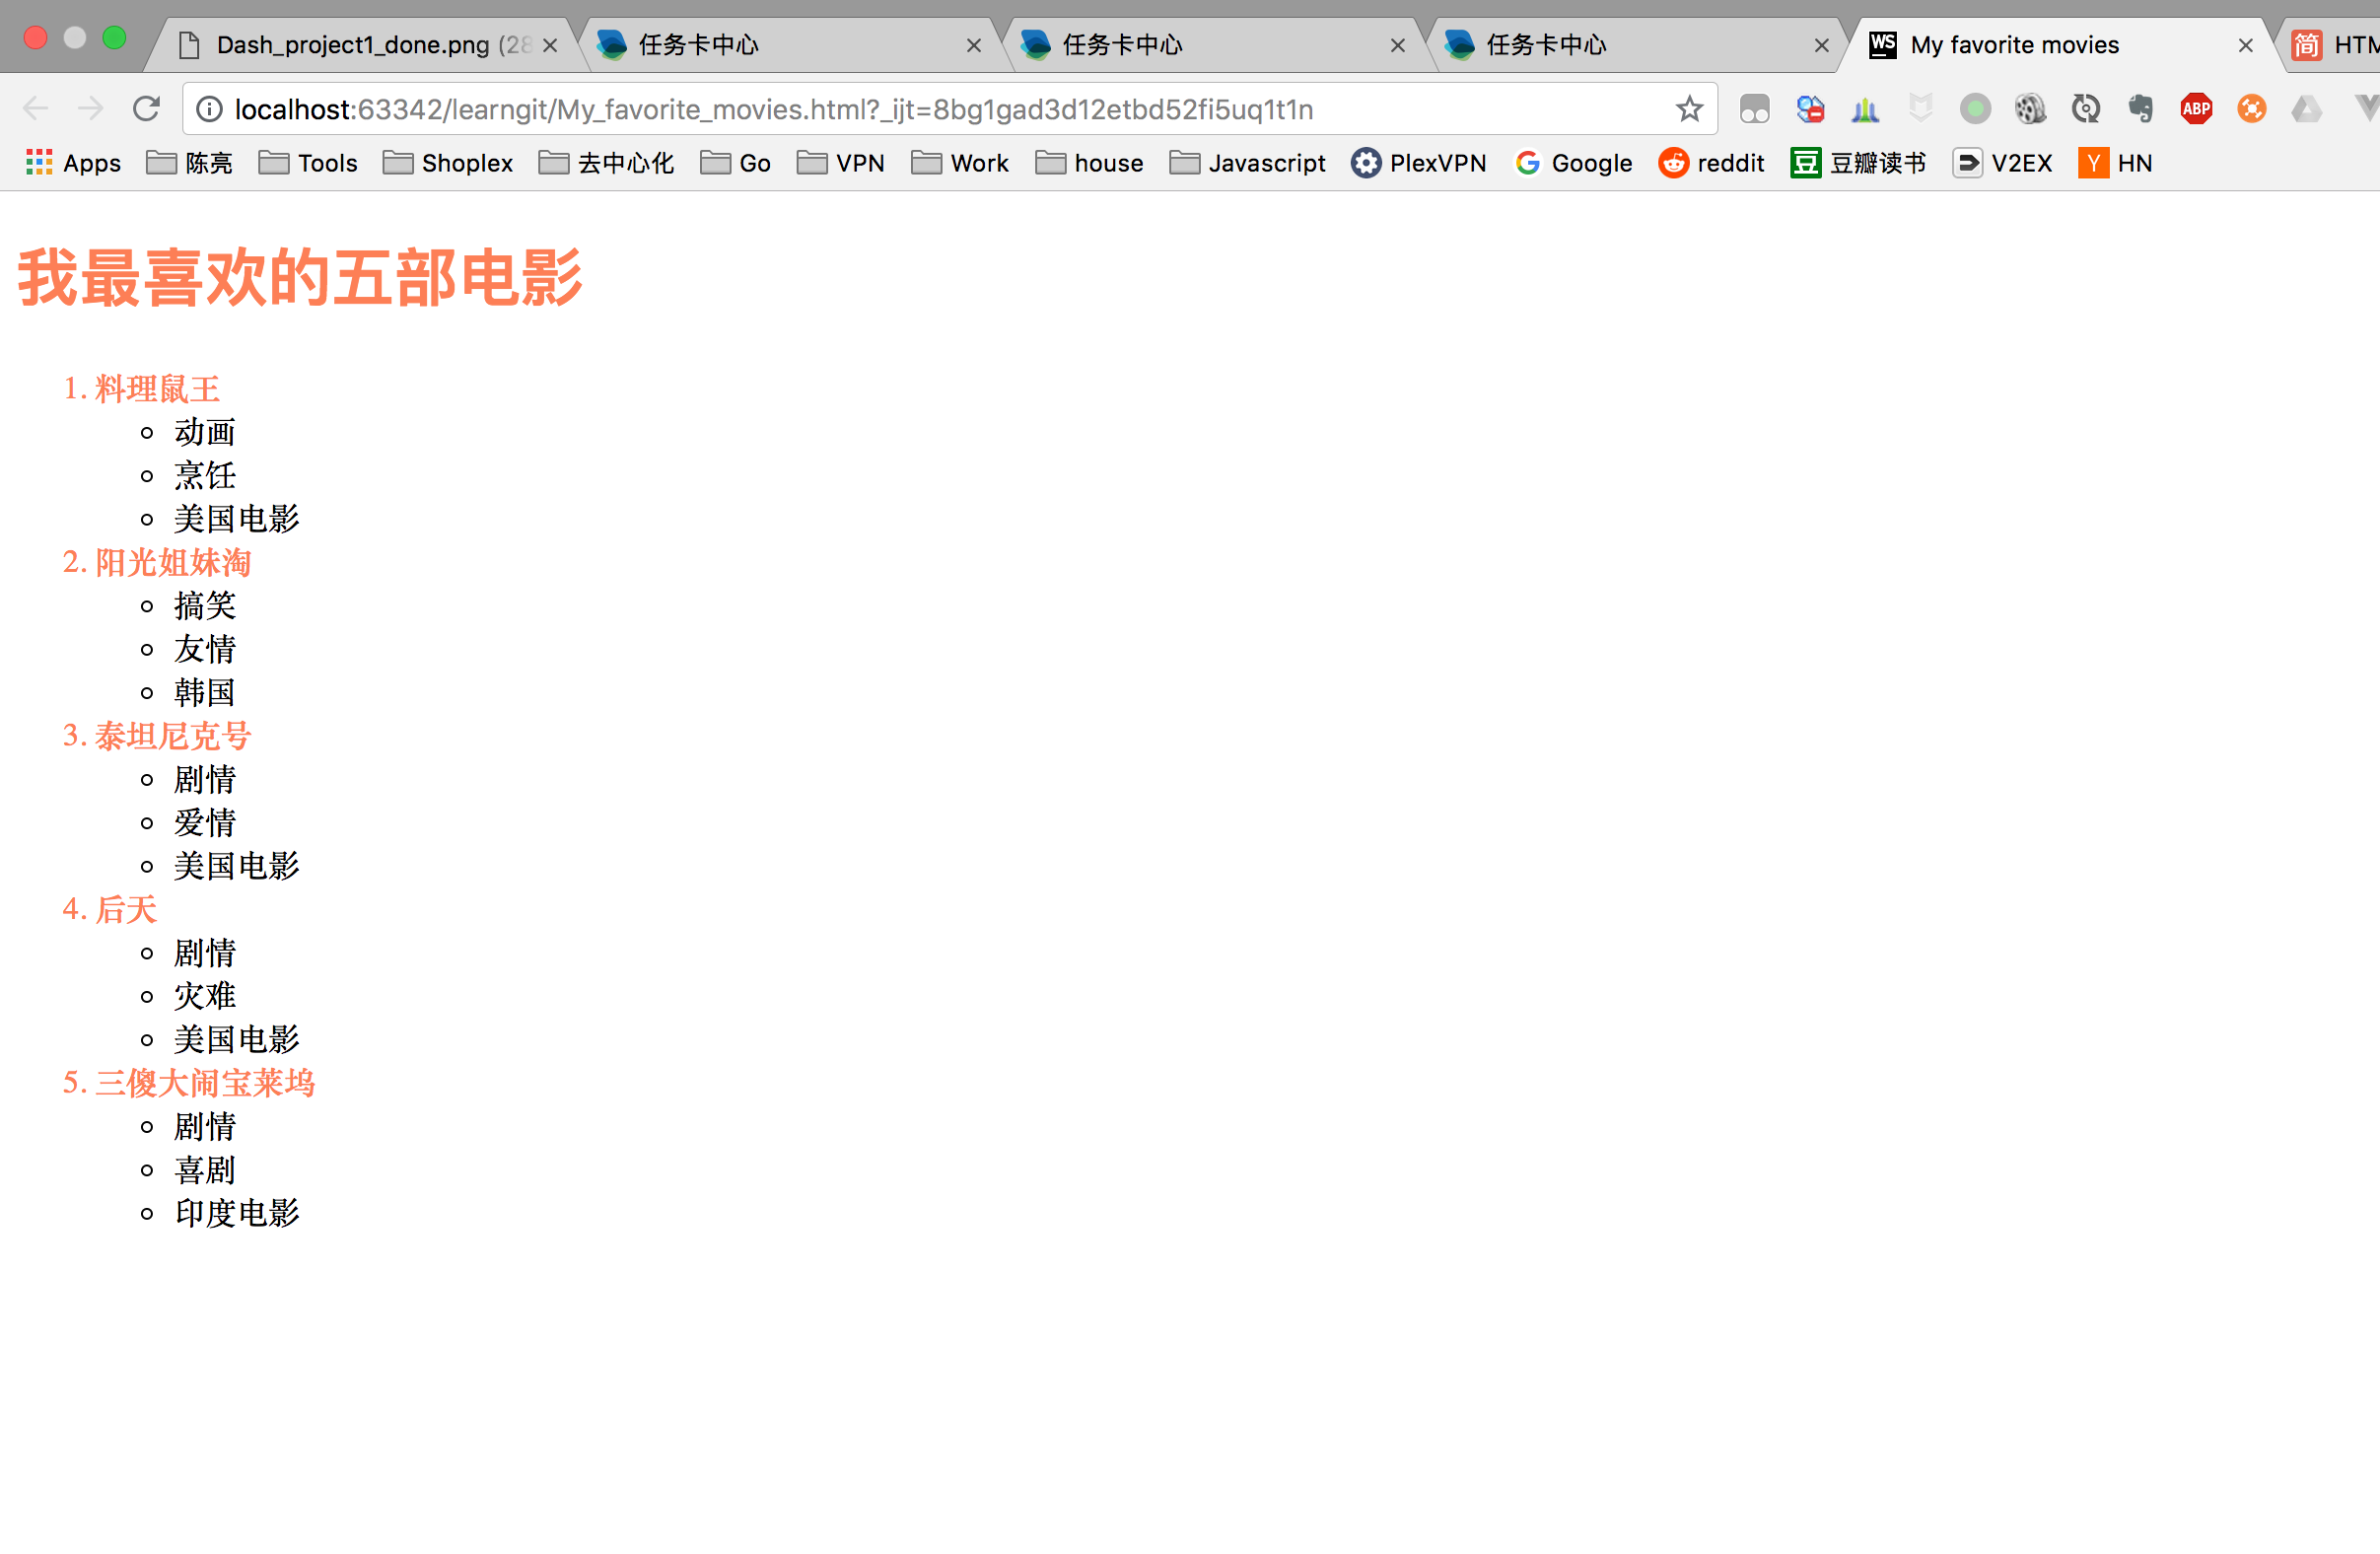 Dash_project1_done.png (28
任务卡中心
任务卡中心
任务卡中心
WS My favorite movies
简 HTM
localhost:63342/learngit/My_favorite_movies.html?_ijt=8bg1gad3d12etbd52fi5uq1t1n
ABP
Apps 陈亮 Tools Shoplex 去中心化 Go VPN Work house Javascript PlexVPN Google reddit 豆 豆瓣读书 V2EX Y HN
我最喜欢的五部电影
1. 料理鼠王
动画
烹饪
美国电影
2. 阳光姐妹淘
搞笑
友情
韩国
3. 泰坦尼克号
剧情
爱情
美国电影
4. 后天
剧情
灾难
美国电影
5. 三傻大闹宝莱坞
剧情
喜剧
印度电影